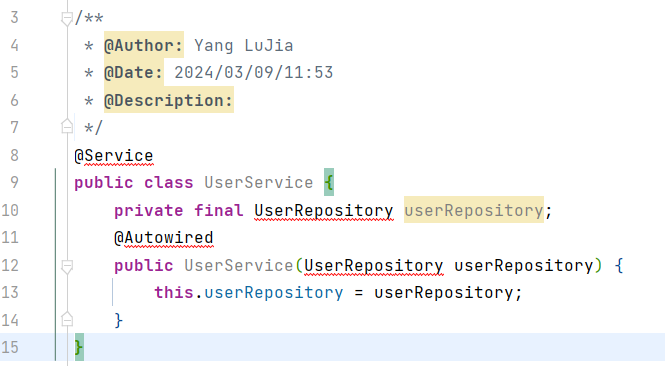 3 /**
4 * @Author: Yang LuJia
5 * @Date: 2024/03/09/11:53
6 * @Description:
7 */
8 @Service
9 public class UserService {
10 private final UserRepository userRepository;
11 @Autowired
12 public UserService(UserRepository userRepository) {
13 this.userRepository = userRepository;
14 }
15 }